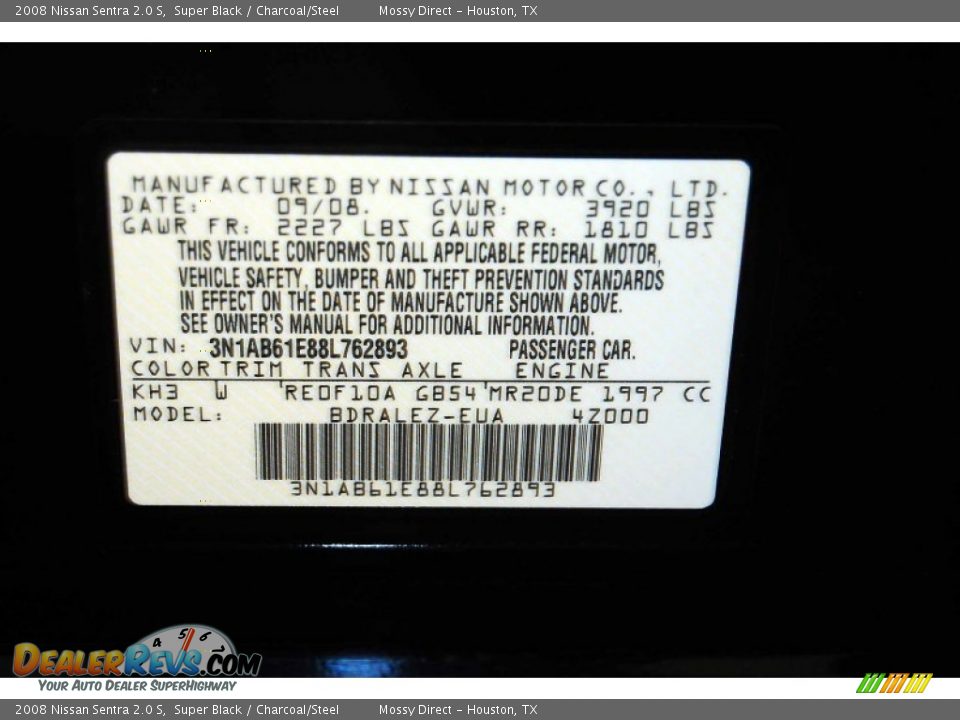 2008 Nissan Sentra 2.0 S, Super Black / Charcoal/Steel Mossy Direct - Houston, TX
MANUFACTURED BY NISSAN MOTOR CO., LTD.
DATE: 09/08. GVWR: 3920 LBS
GAWR FR: 2227 LBS GAWR RR: 1810 LBS
THIS VEHICLE CONFORMS TO ALL APPLICABLE FEDERAL MOTOR,
VEHICLE SAFETY, BUMPER AND THEFT PREVENTION STANDARDS
IN EFFECT ON THE DATE OF MANUFACTURE SHOWN ABOVE.
SEE OWNER'S MANUAL FOR ADDITIONAL INFORMATION.
VIN: 3N1AB61E88L762893 PASSENGER CAR.
COLOR TRIM TRANS AXLE ENGINE
KH3 W RE0F10A GB54 MR20DE 1997 CC
MODEL: BDRALEZ-EUA 4Z000
3N1AB61E88L762893
4 5 6
DEALERREVS.COM
YOUR AUTO DEALER SUPERHIGHWAY
2008 Nissan Sentra 2.0 S, Super Black / Charcoal/Steel Mossy Direct - Houston, TX